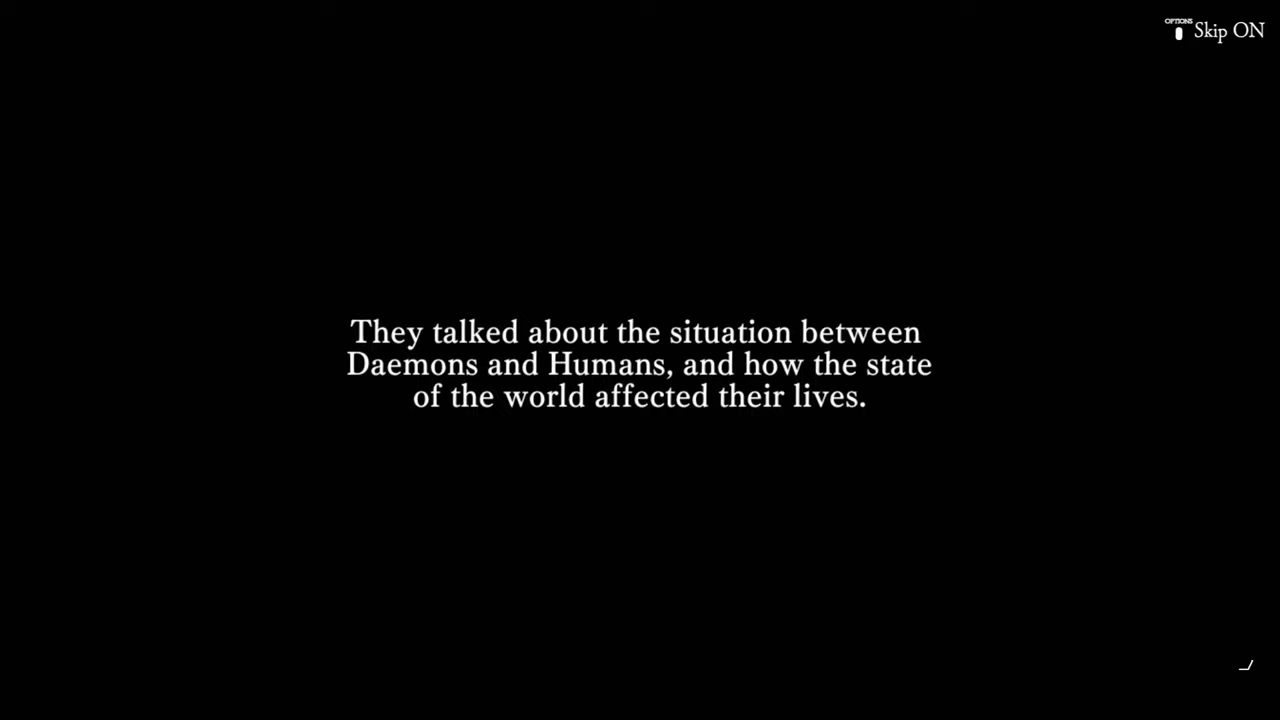 OPTIONS
Skip ON
They talked about the situation between
Daemons and Humans, and how the state
of the world affected their lives.